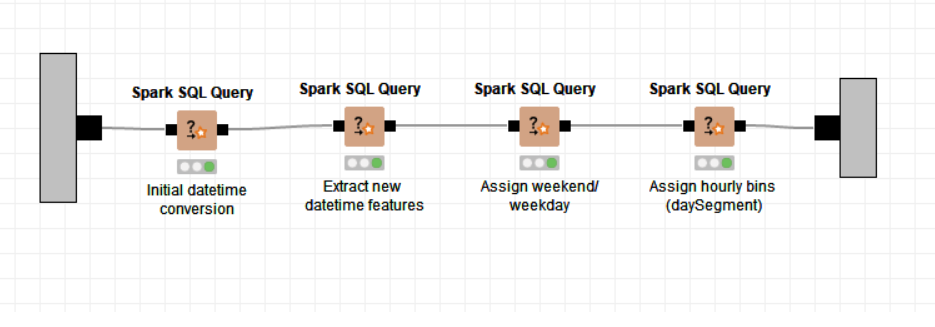 Spark SQL Query
Initial datetime
conversion
Spark SQL Query
Extract new
datetime features
Spark SQL Query
Assign weekend/
weekday
Spark SQL Query
Assign hourly bins
(daySegment)